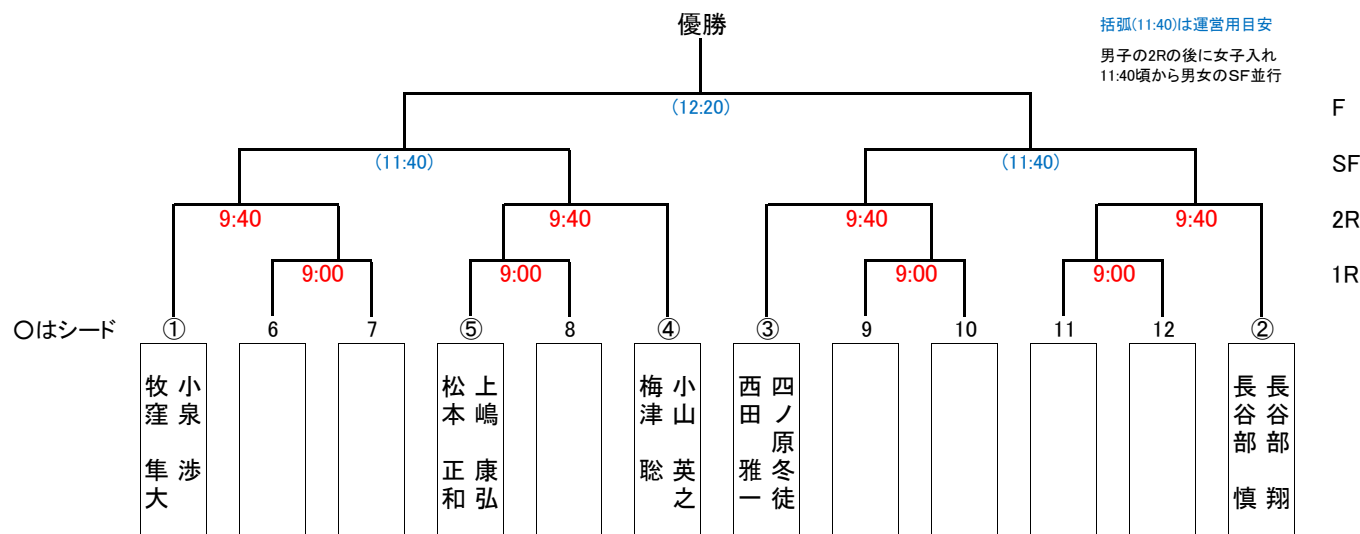 優勝
括弧(11:40)は運営用目安
男子の2Rの後に女子入れ
11:40頃から男女のSF並行
(12:20)
F
(11:40)
(11:40)
SF
9:40
9:40
9:40
9:40
2R
9:00
9:00
9:00
9:00
1R
〇はシード
①
6
7
⑤
8
④
③
9
10
11
12
②
小泉 渉
牧窪 隼大
上嶋 康弘
松本 正和
小山 英之
梅津 聡
四ノ原冬徒
西田 雅一
長谷部 翔
長谷部 慎